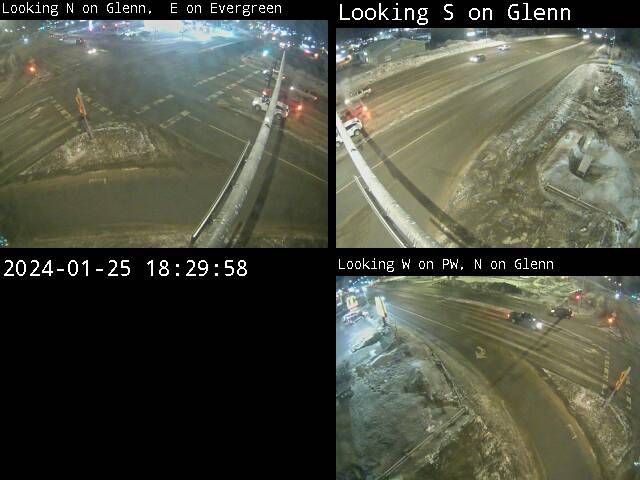 Looking N on Glenn, E on Evergreen
Looking S on Glenn
2024-01-25 18:29:58
Looking W on PW, N on Glenn